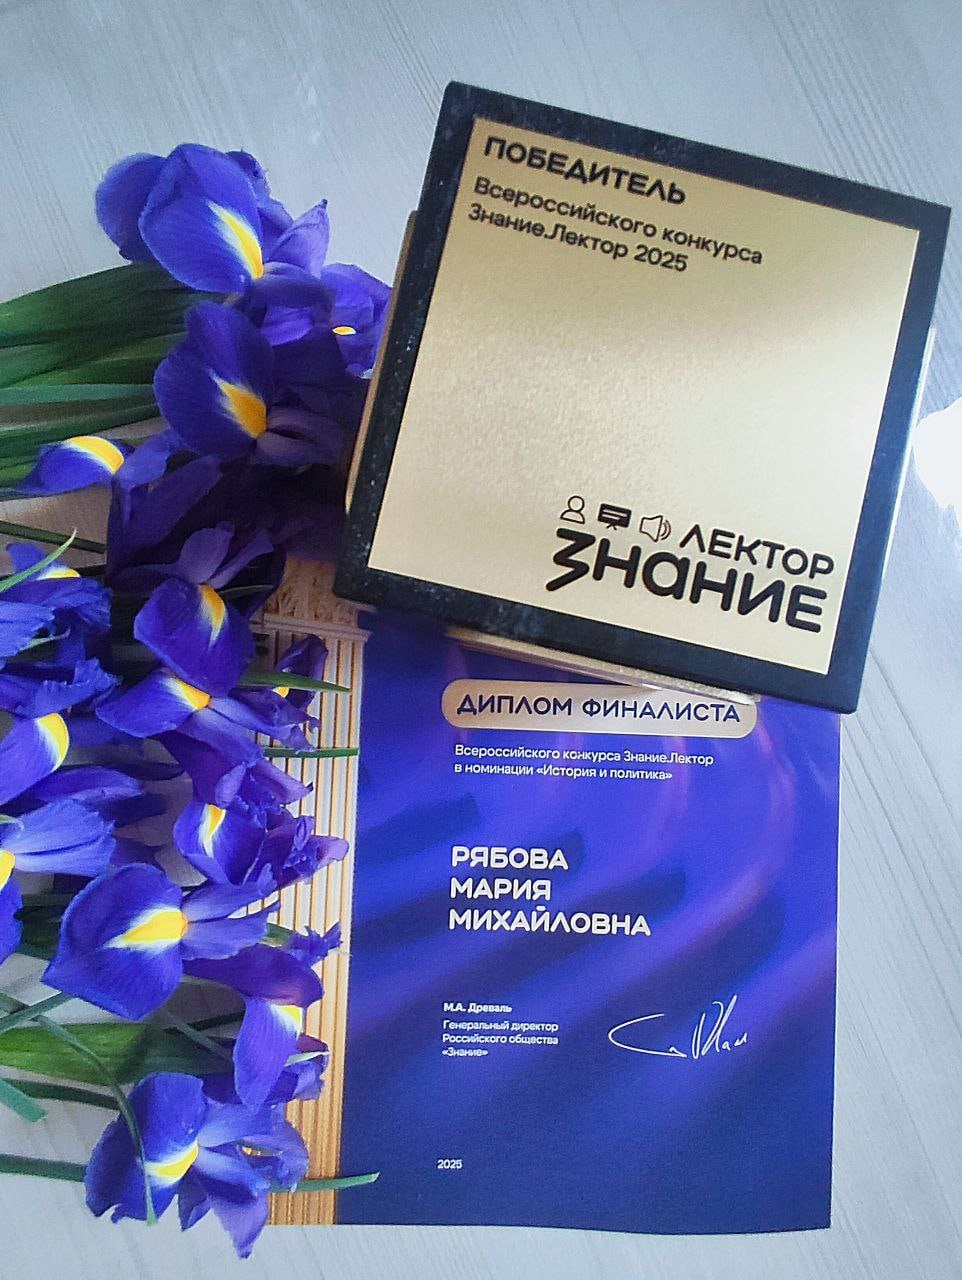 ПОБЕДИТЕЛЬ
Всероссийского конкурса
Знание.Лектор 2025
ЛЕКТОР
ЗНАНИЕ
ДИПЛОМ ФИНАЛИСТА
Всероссийского конкурса Знание.Лектор
в номинации «История и политика»
РЯБОВА
МАРИЯ
МИХАЙЛОВНА
М.А. Древаль
Генеральный директор
Российского общества
«Знание»
2025